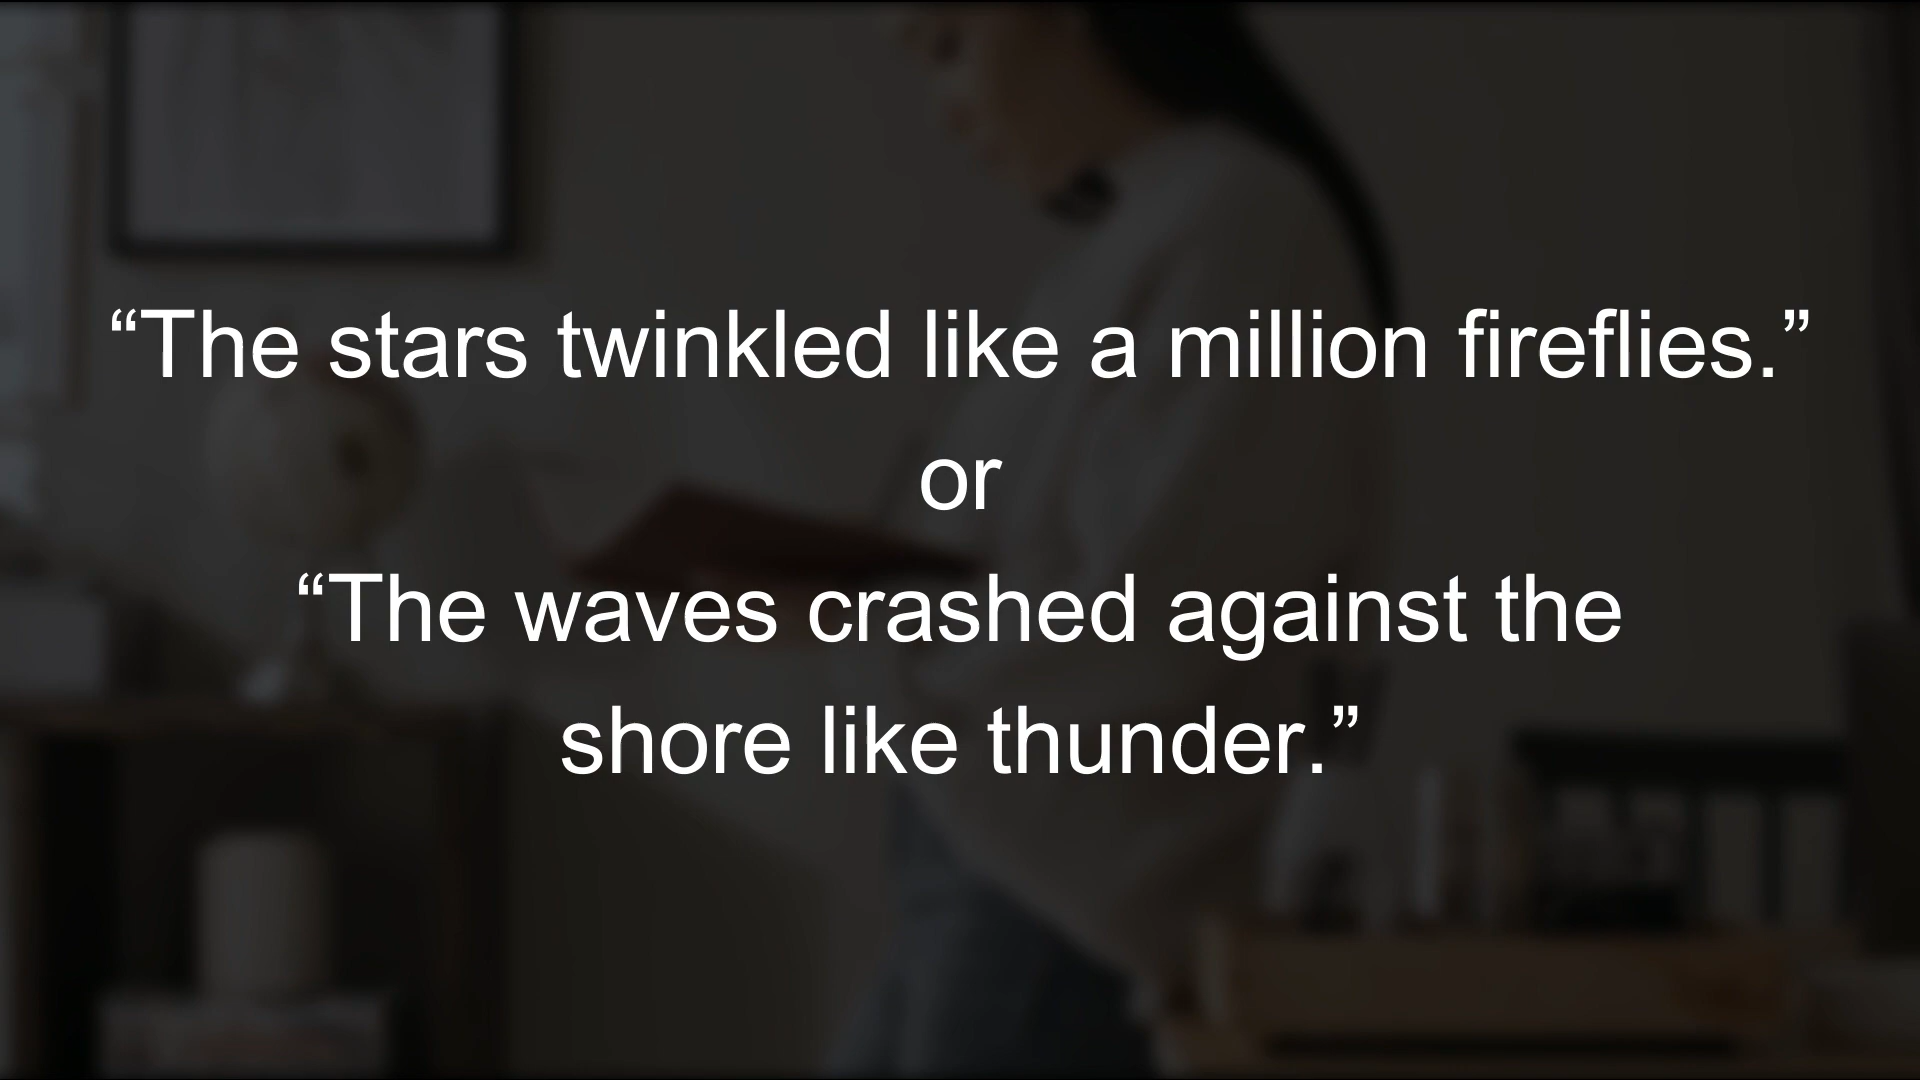 “The stars twinkled like a million fireflies.”
or
“The waves crashed against the
shore like thunder.”